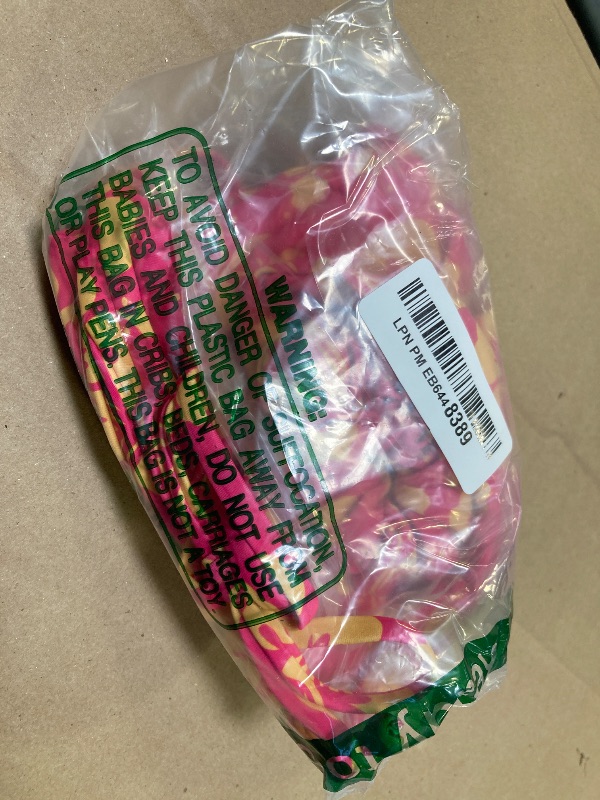 WARNING:
TO AVOID DANGER OF SUFFOCATION,
KEEP THIS PLASTIC BAG AWAY FROM
BABIES AND CHILDREN, DO NOT USE
THIS BAG IN CRIBS, BEDS, CARRIAGES
OR PLAY PENS, THIS BAG IS NOT A TOY.
LPN PM EB6448389